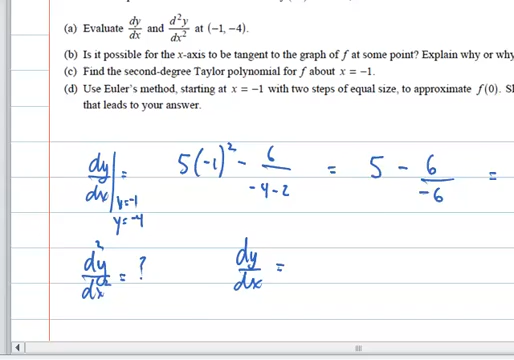 (a) Evaluate dy/dx and d²y/dx² at (−1, −4).
(b) Is it possible for the x-axis to be tangent to the graph of f at some point? Explain why or why
(c) Find the second-degree Taylor polynomial for f about x = −1.
(d) Use Euler's method, starting at x = −1 with two steps of equal size, to approximate f(0).
that leads to your answer.
dy/dx | x=-1 y=-4 = 5(-1)² - 6/(-4-2) = 5 - 6/(-6) =
d²y/dx² = ? dy/dx =